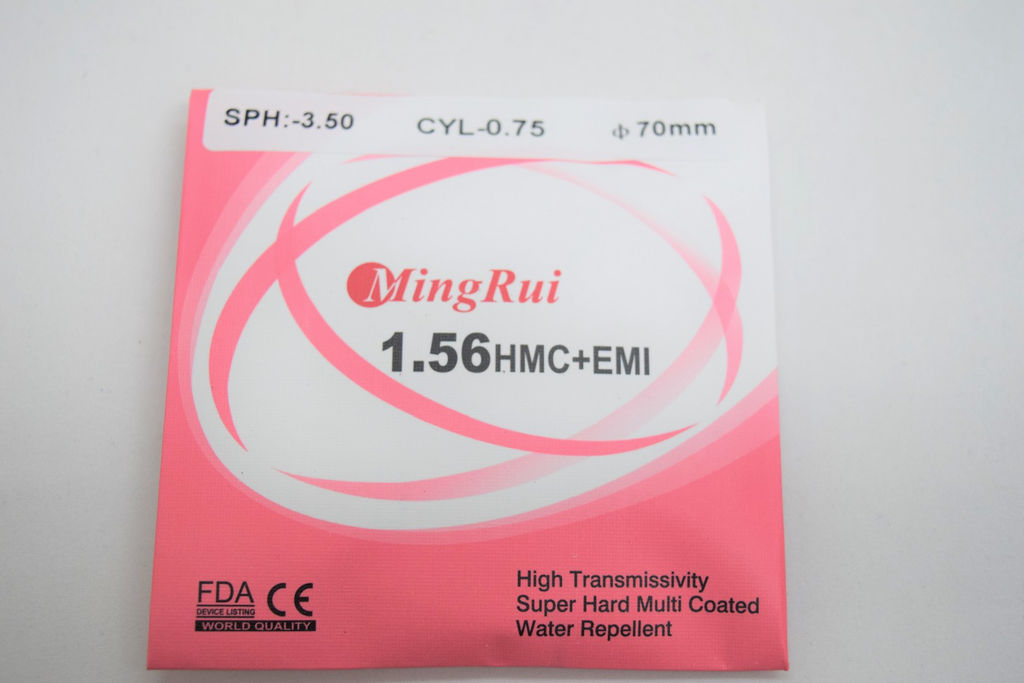 SPH:-3.50 CYL-0.75 ϕ 70mm
MingRui
1.56HMC+EMI
FDA CE
DEVICE LISTING
WORLD QUALITY
High Transmissivity
Super Hard Multi Coated
Water Repellent